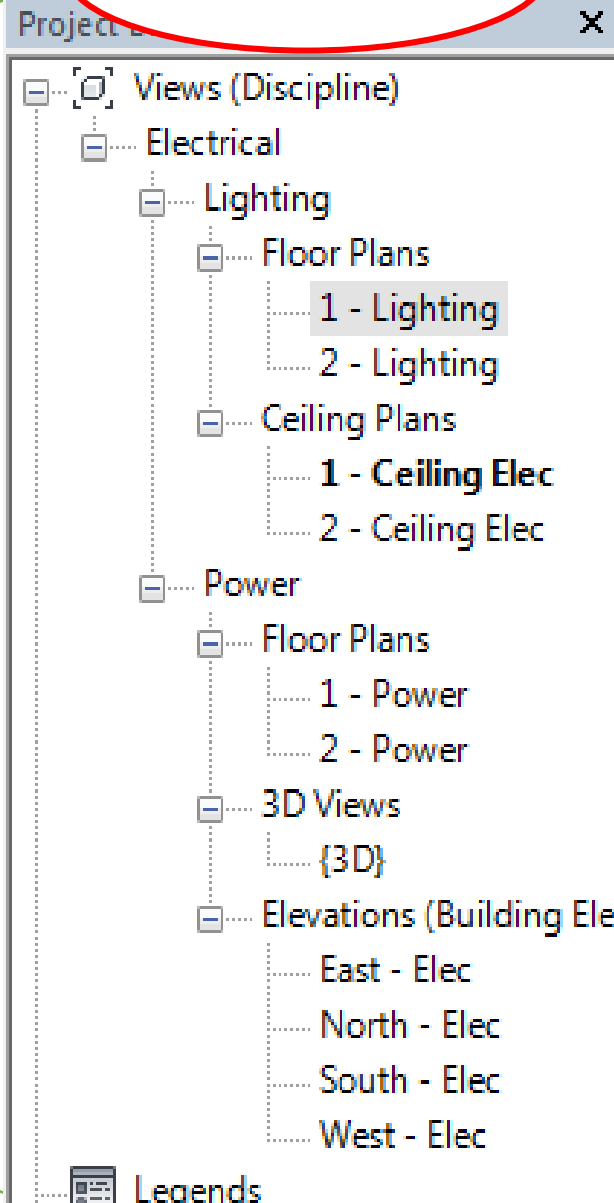 Project
Views (Discipline)
Electrical
Lighting
Floor Plans
1 - Lighting
2 - Lighting
Ceiling Plans
1 - Ceiling Elec
2 - Ceiling Elec
Power
Floor Plans
1 - Power
2 - Power
3D Views
{3D}
Elevations (Building Ele
East - Elec
North - Elec
South - Elec
West - Elec
Legends